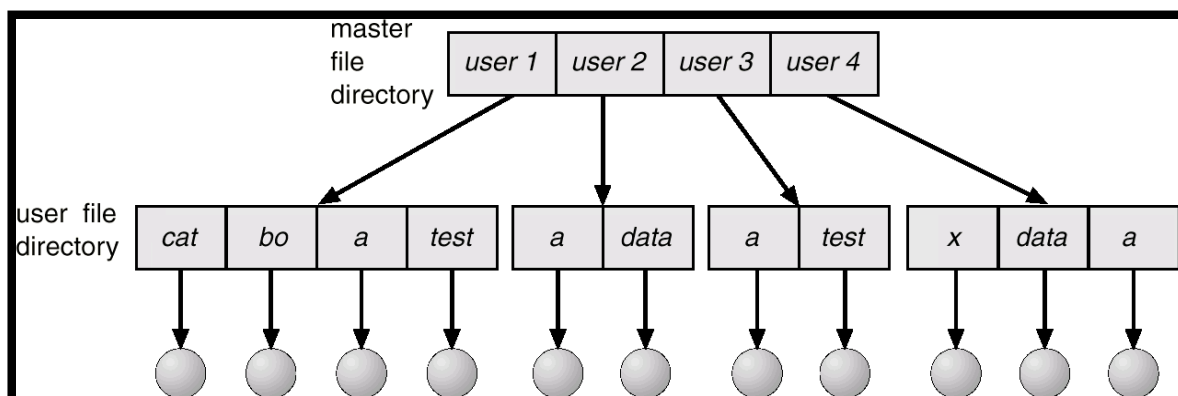 master
file
directory
user 1 user 2 user 3 user 4
user file
directory
cat bo a test a data a test x data a